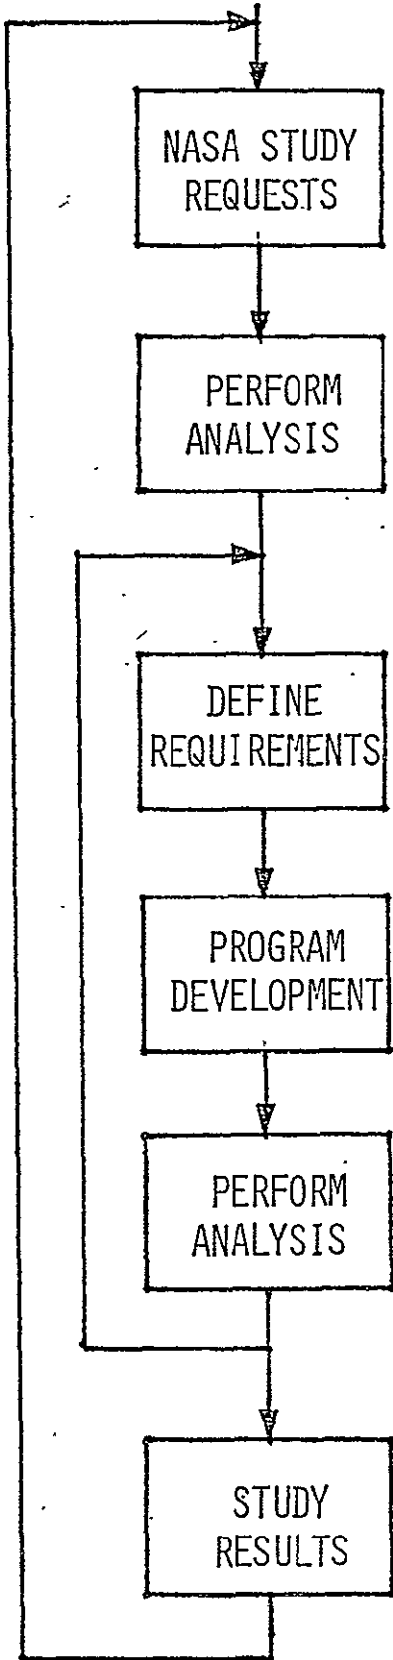 NASA STUDY
REQUESTS
PERFORM
ANALYSIS
DEFINE
REQUIREMENTS
PROGRAM
DEVELOPMENT
PERFORM
ANALYSIS
STUDY
RESULTS